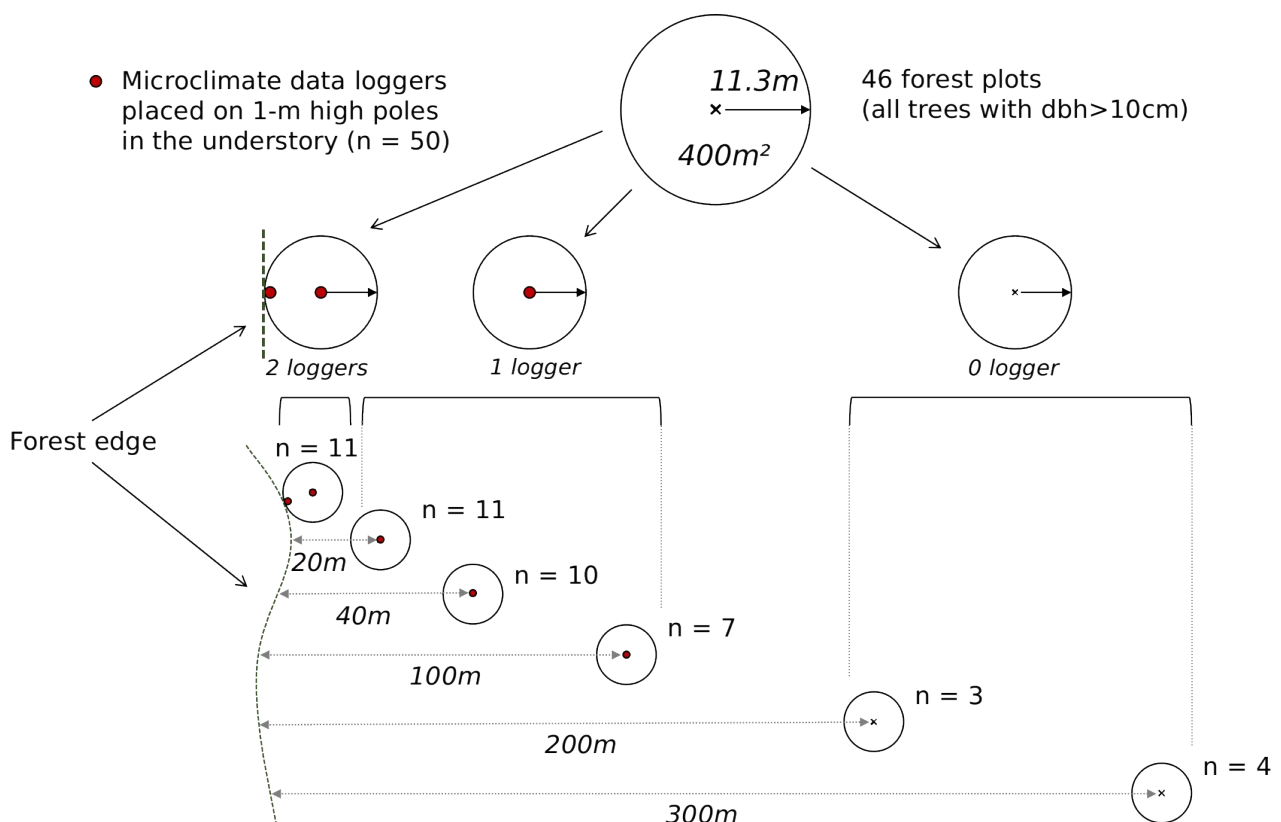 Microclimate data loggers
placed on 1-m high poles
in the understory (n = 50)
11.3m
400m²
46 forest plots
(all trees with dbh>10cm)
2 loggers
1 logger
0 logger
Forest edge
n = 11
n = 11
20m
n = 10
40m
n = 7
100m
n = 3
200m
n = 4
300m